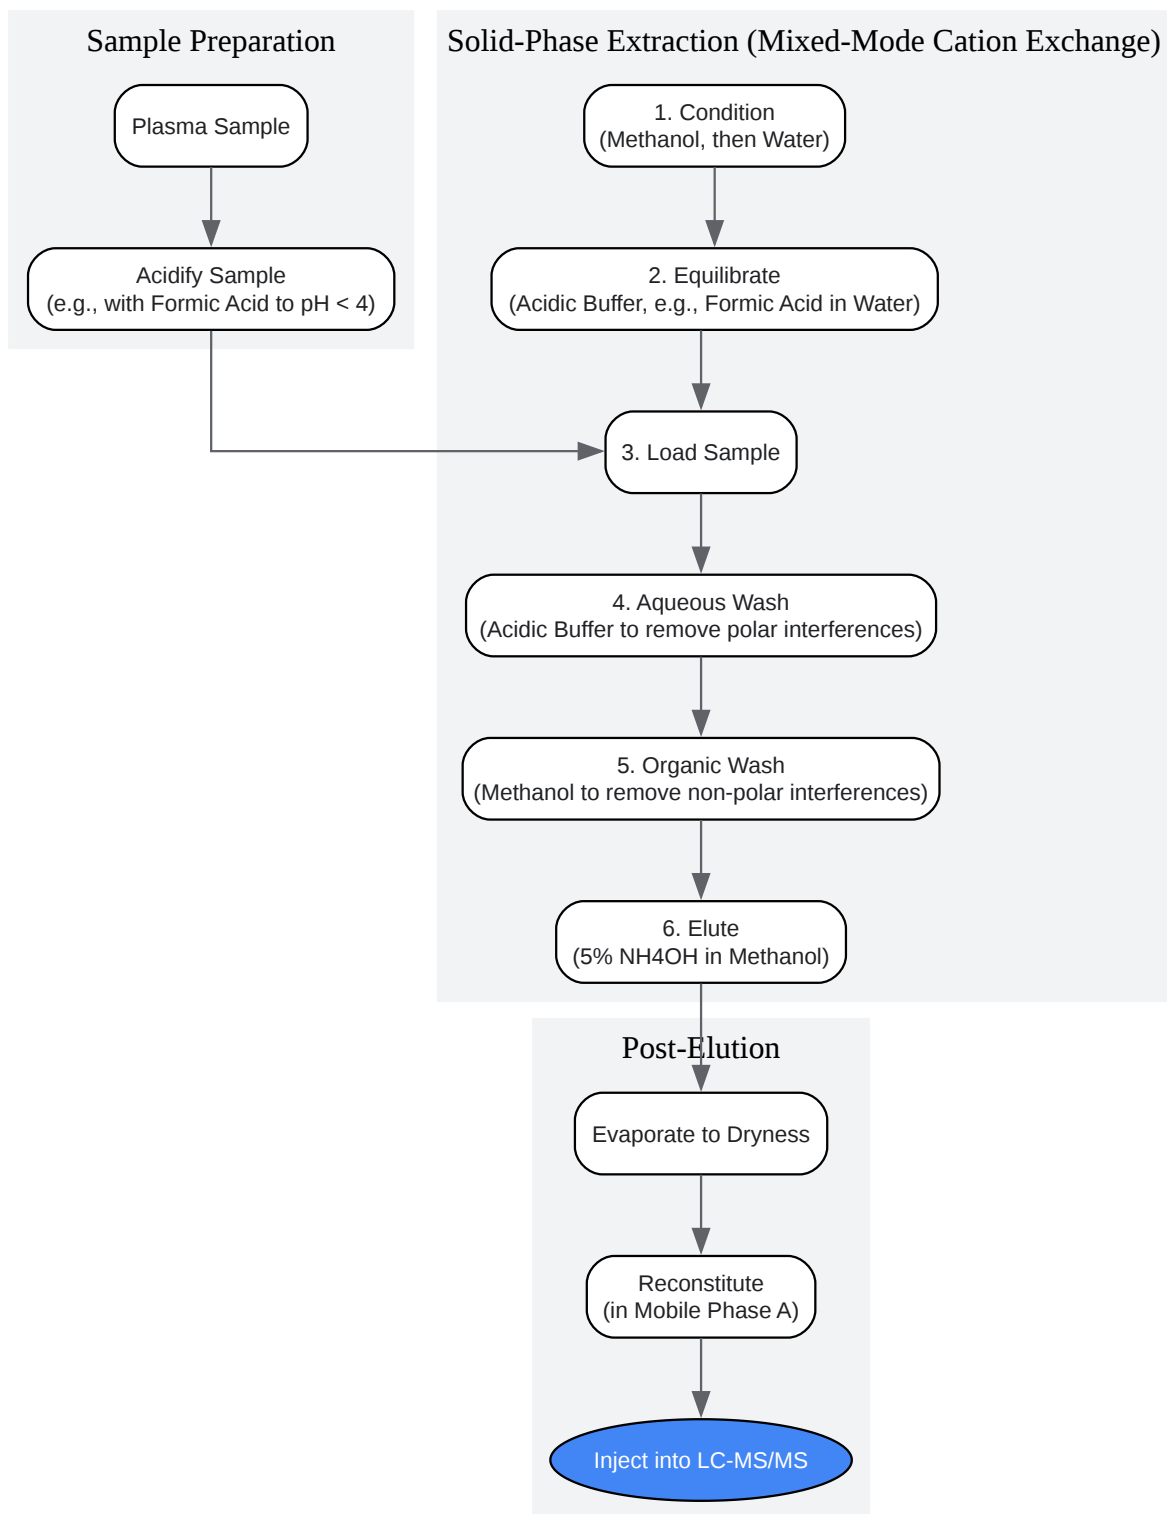 Sample Preparation
Plasma Sample
Acidify Sample
(e.g., with Formic Acid to pH < 4)
Solid-Phase Extraction (Mixed-Mode Cation Exchange)
1. Condition
(Methanol, then Water)
2. Equilibrate
(Acidic Buffer, e.g., Formic Acid in Water)
3. Load Sample
4. Aqueous Wash
(Acidic Buffer to remove polar interferences)
5. Organic Wash
(Methanol to remove non-polar interferences)
6. Elute
(5% NH4OH in Methanol)
Post-Elution
Evaporate to Dryness
Reconstitute
(in Mobile Phase A)
Inject into LC-MS/MS